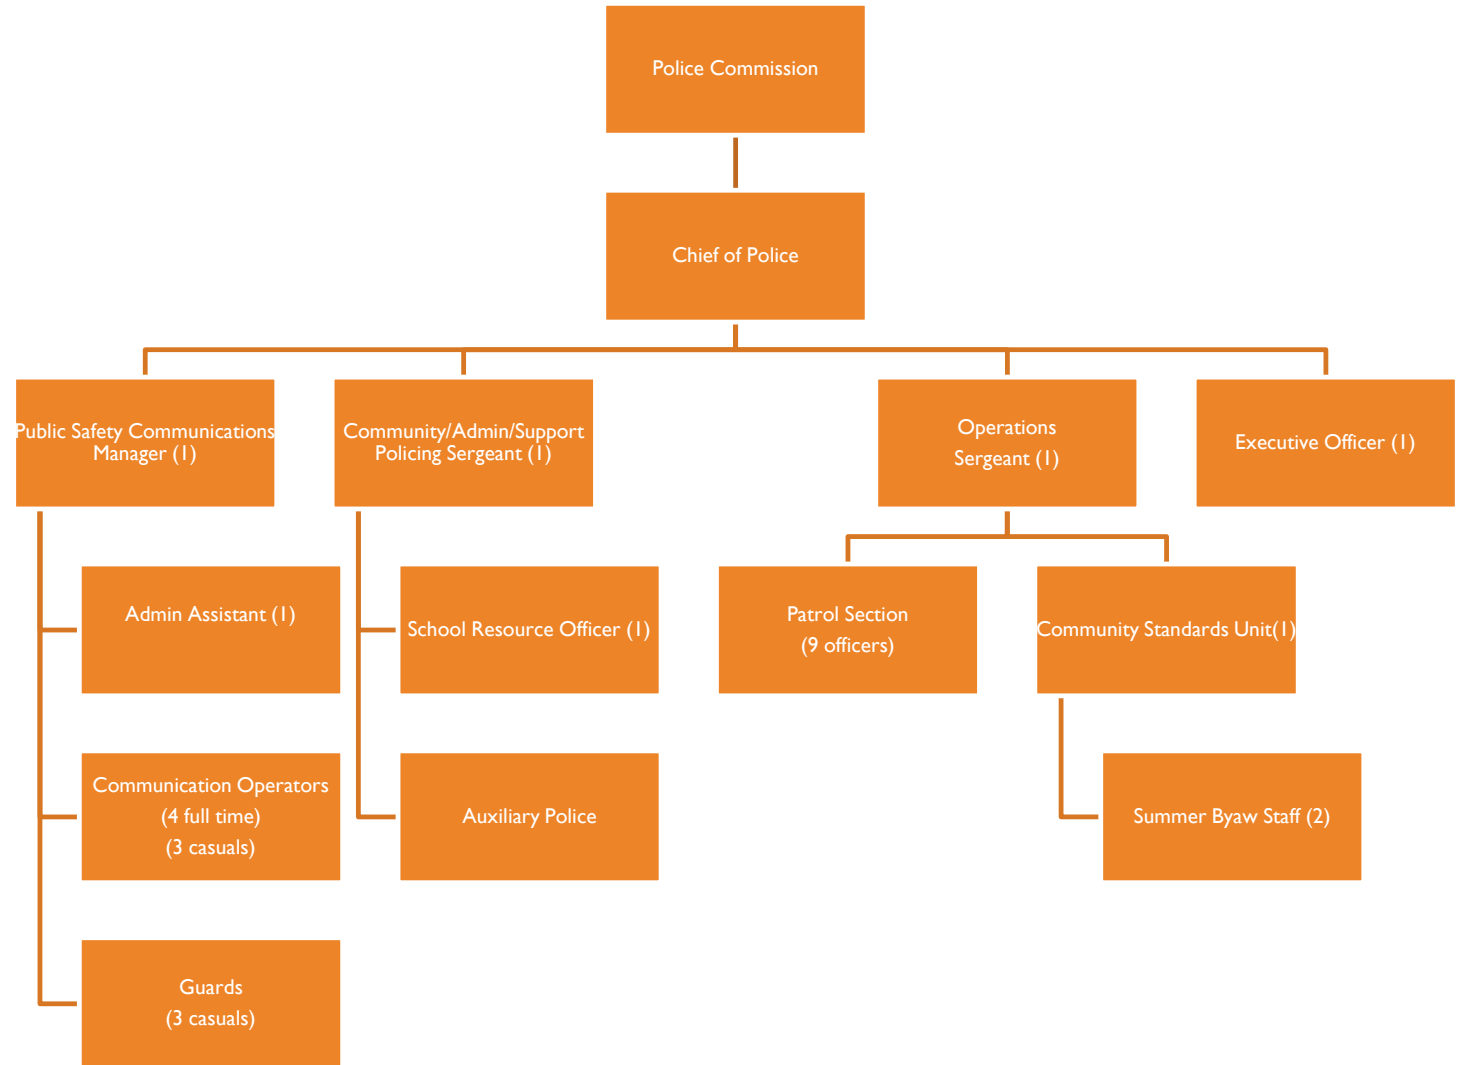 Police Commission
Chief of Police
Public Safety Communications
Manager (1)
Community/Admin/Support
Policing Sergeant (1)
Operations
Sergeant (1)
Executive Officer (1)
Admin Assistant (1)
School Resource Officer (1)
Patrol Section
(9 officers)
Community Standards Unit(1)
Communication Operators
(4 full time)
(3 casuals)
Auxiliary Police
Summer Byaw Staff (2)
Guards
(3 casuals)